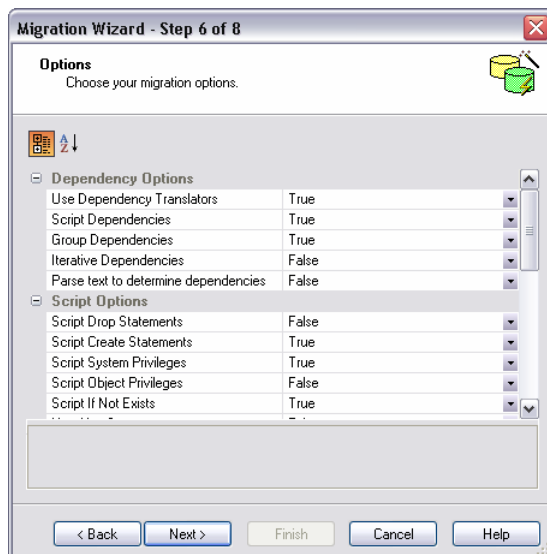 Migration Wizard - Step 6 of 8
Options
Choose your migration options.
A
Z
Dependency Options
Use Dependency Translators True
Script Dependencies True
Group Dependencies True
Iterative Dependencies False
Parse text to determine dependencies False
Script Options
Script Drop Statements False
Script Create Statements True
Script System Privileges True
Script Object Privileges False
Script If Not Exists True
< Back Next > Finish Cancel Help